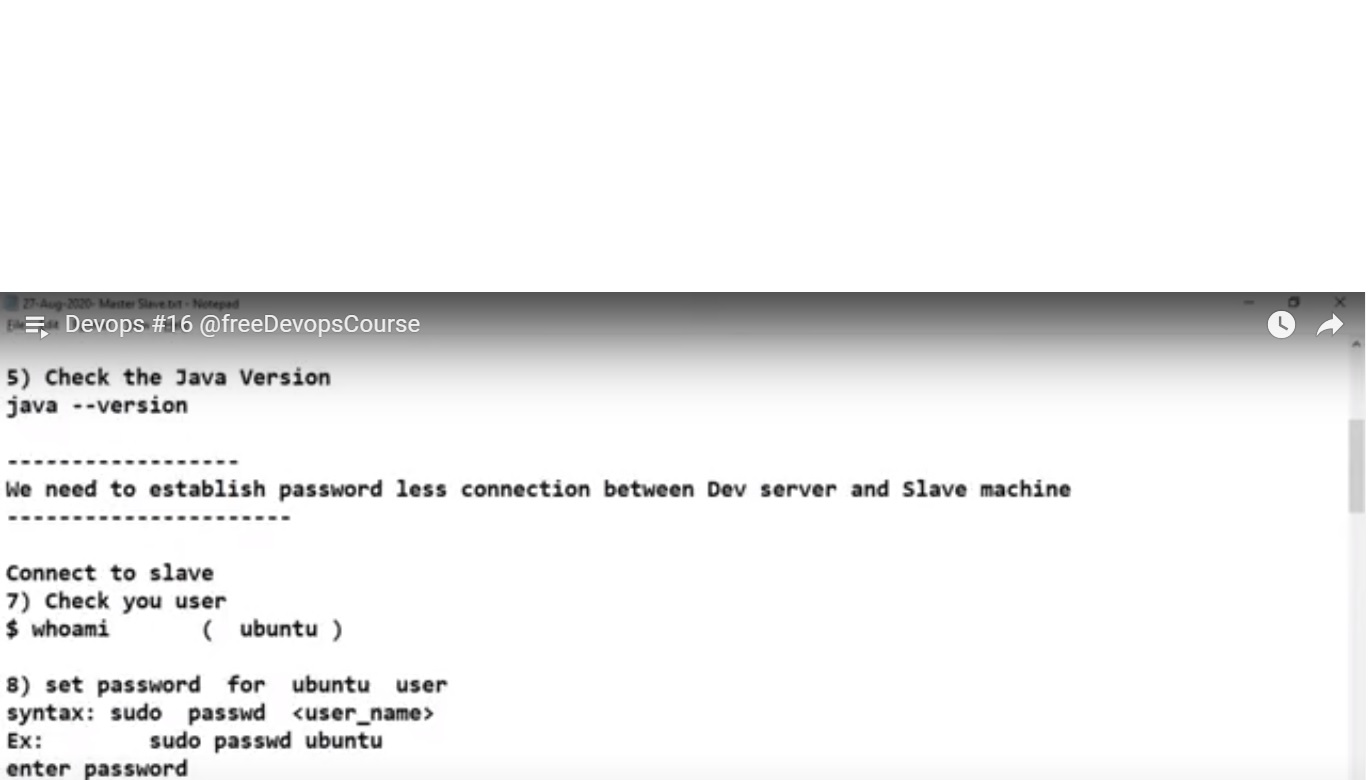 27-Aug-2020- Master Slave.txt - Notepad
Devops #16 @freeDevopsCourse
5) Check the Java Version
java --version
------------------
We need to establish password less connection between Dev server and Slave machine
----------------------
Connect to slave
7) Check you user
$ whoami ( ubuntu )
8) set password for ubuntu user
syntax: sudo passwd <user_name>
Ex: sudo passwd ubuntu
enter password